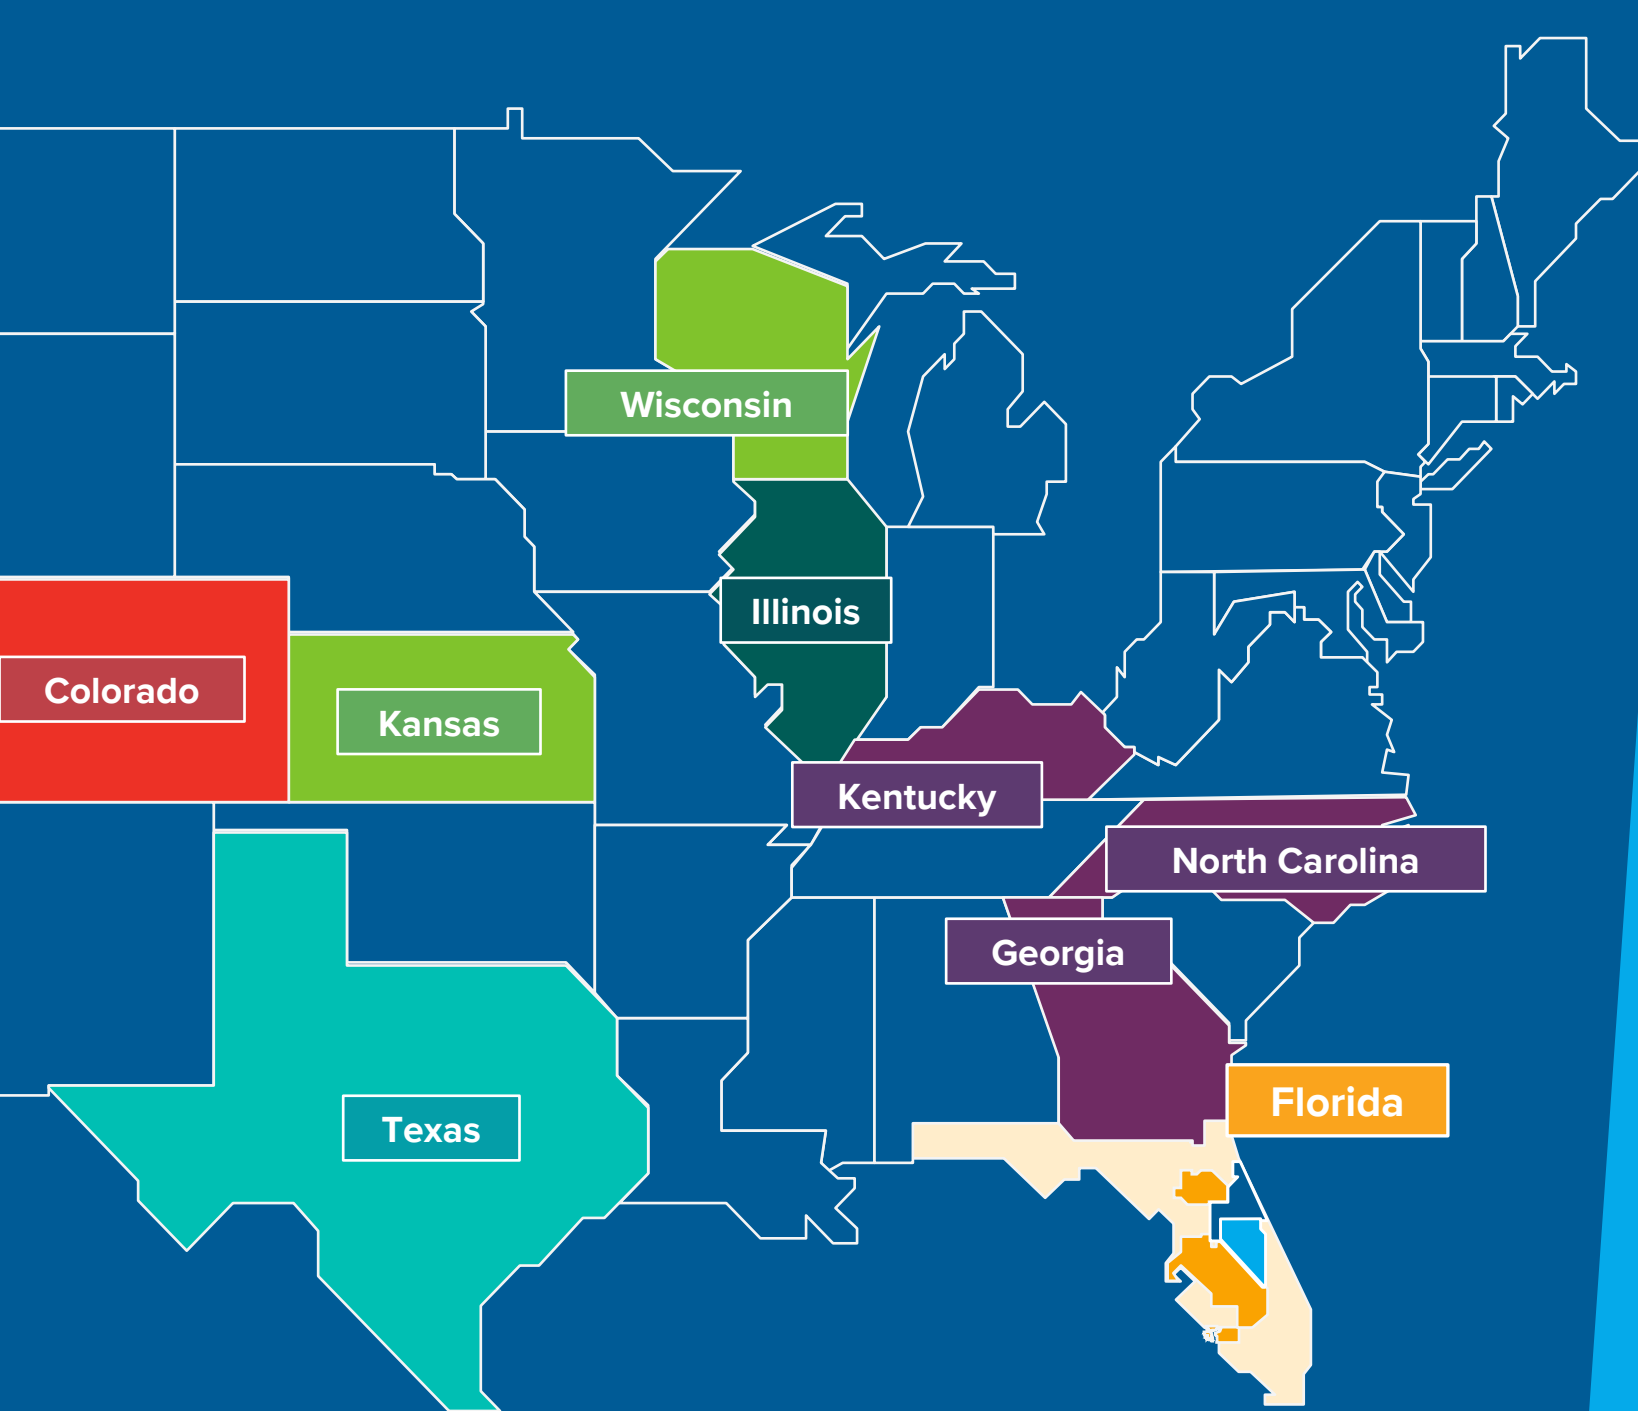 Wisconsin
Illinois
Colorado
Kansas
Kentucky
North Carolina
Georgia
Florida
Texas